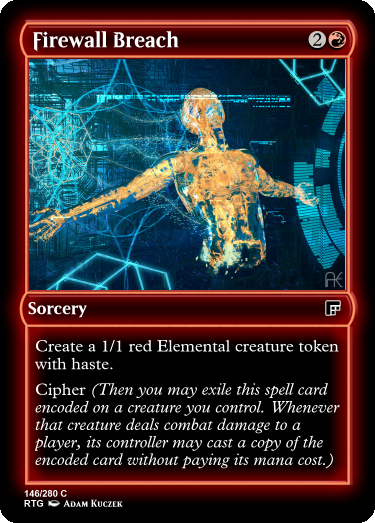 Firewall Breach
2
Sorcery
Create a 1/1 red Elemental creature token
with haste.
Cipher (Then you may exile this spell card
encoded on a creature you control. Whenever
that creature deals combat damage to a
player, its controller may cast a copy of the
encoded card without paying its mana cost.)
146/280 C
RTG Adam Kuczek